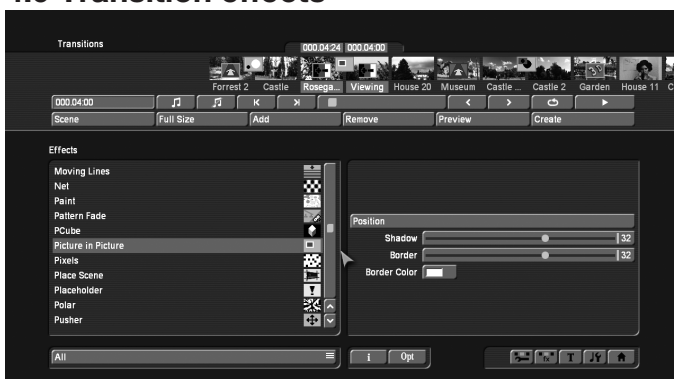 Transitions
000.04:24 000.04:00
Forrest 2 Castle Rosega... Viewing House 20 Museum Castle ... Castle 2 Garden House 11 C
000.04:00
Scene Full Size Add Remove Preview Create
Effects
Moving Lines
Net
Paint
Pattern Fade
PCube
Picture in Picture
Pixels
Place Scene
Placeholder
Polar
Pusher
Position
Shadow 32
Border 32
Border Color
All
i Opt
fx T